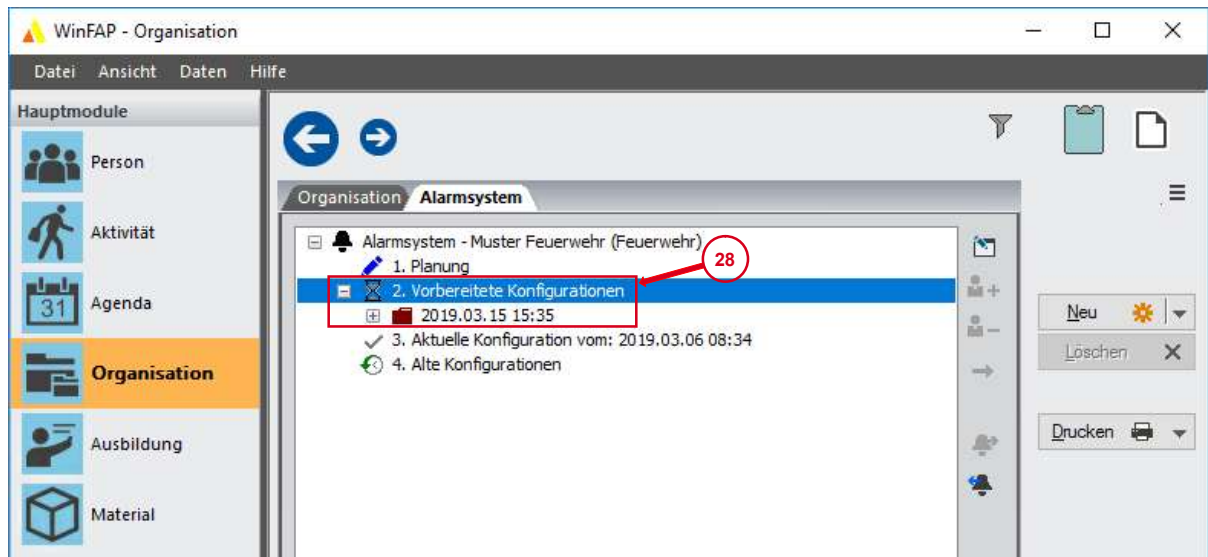 WinFAP - Organisation
Datei Ansicht Daten Hilfe
Hauptmodule
Person
Aktivität
31 Agenda
Organisation
Ausbildung
Material
Organisation Alarmsystem
Alarmsystem - Muster Feuerwehr (Feuerwehr)
28
1. Planung
2. Vorbereitete Konfigurationen
2019.03.15 15:35
3. Aktuelle Konfiguration vom: 2019.03.06 08:34
4. Alte Konfigurationen
Neu
Löschen
Drucken